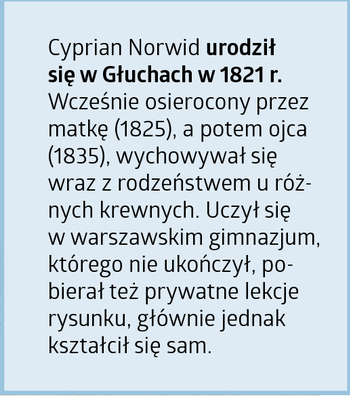 Cyprian Norwid urodził
się w Głuchach w 1821 r.
Wcześnie osierocony przez
matkę (1825), a potem ojca
(1835), wychowywał się
wraz z rodzeństwem u róż-
nych krewnych. Uczył się
w warszawskim gimnazjum,
którego nie ukończył, po-
bierał też prywatne lekcje
rysunku, głównie jednak
kształcił się sam.